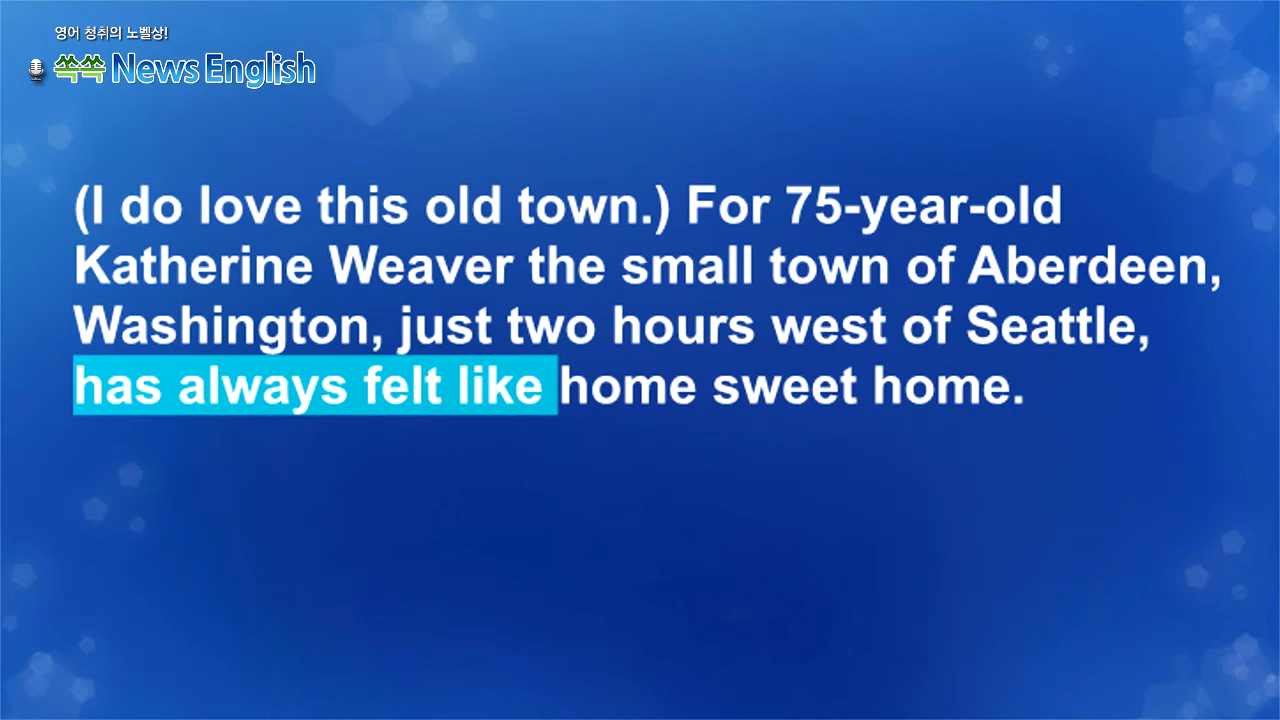 영어 청취의 노벨상!
쏙쏙 News English
(I do love this old town.) For 75-year-old
Katherine Weaver the small town of Aberdeen,
Washington, just two hours west of Seattle,
has always felt like home sweet home.